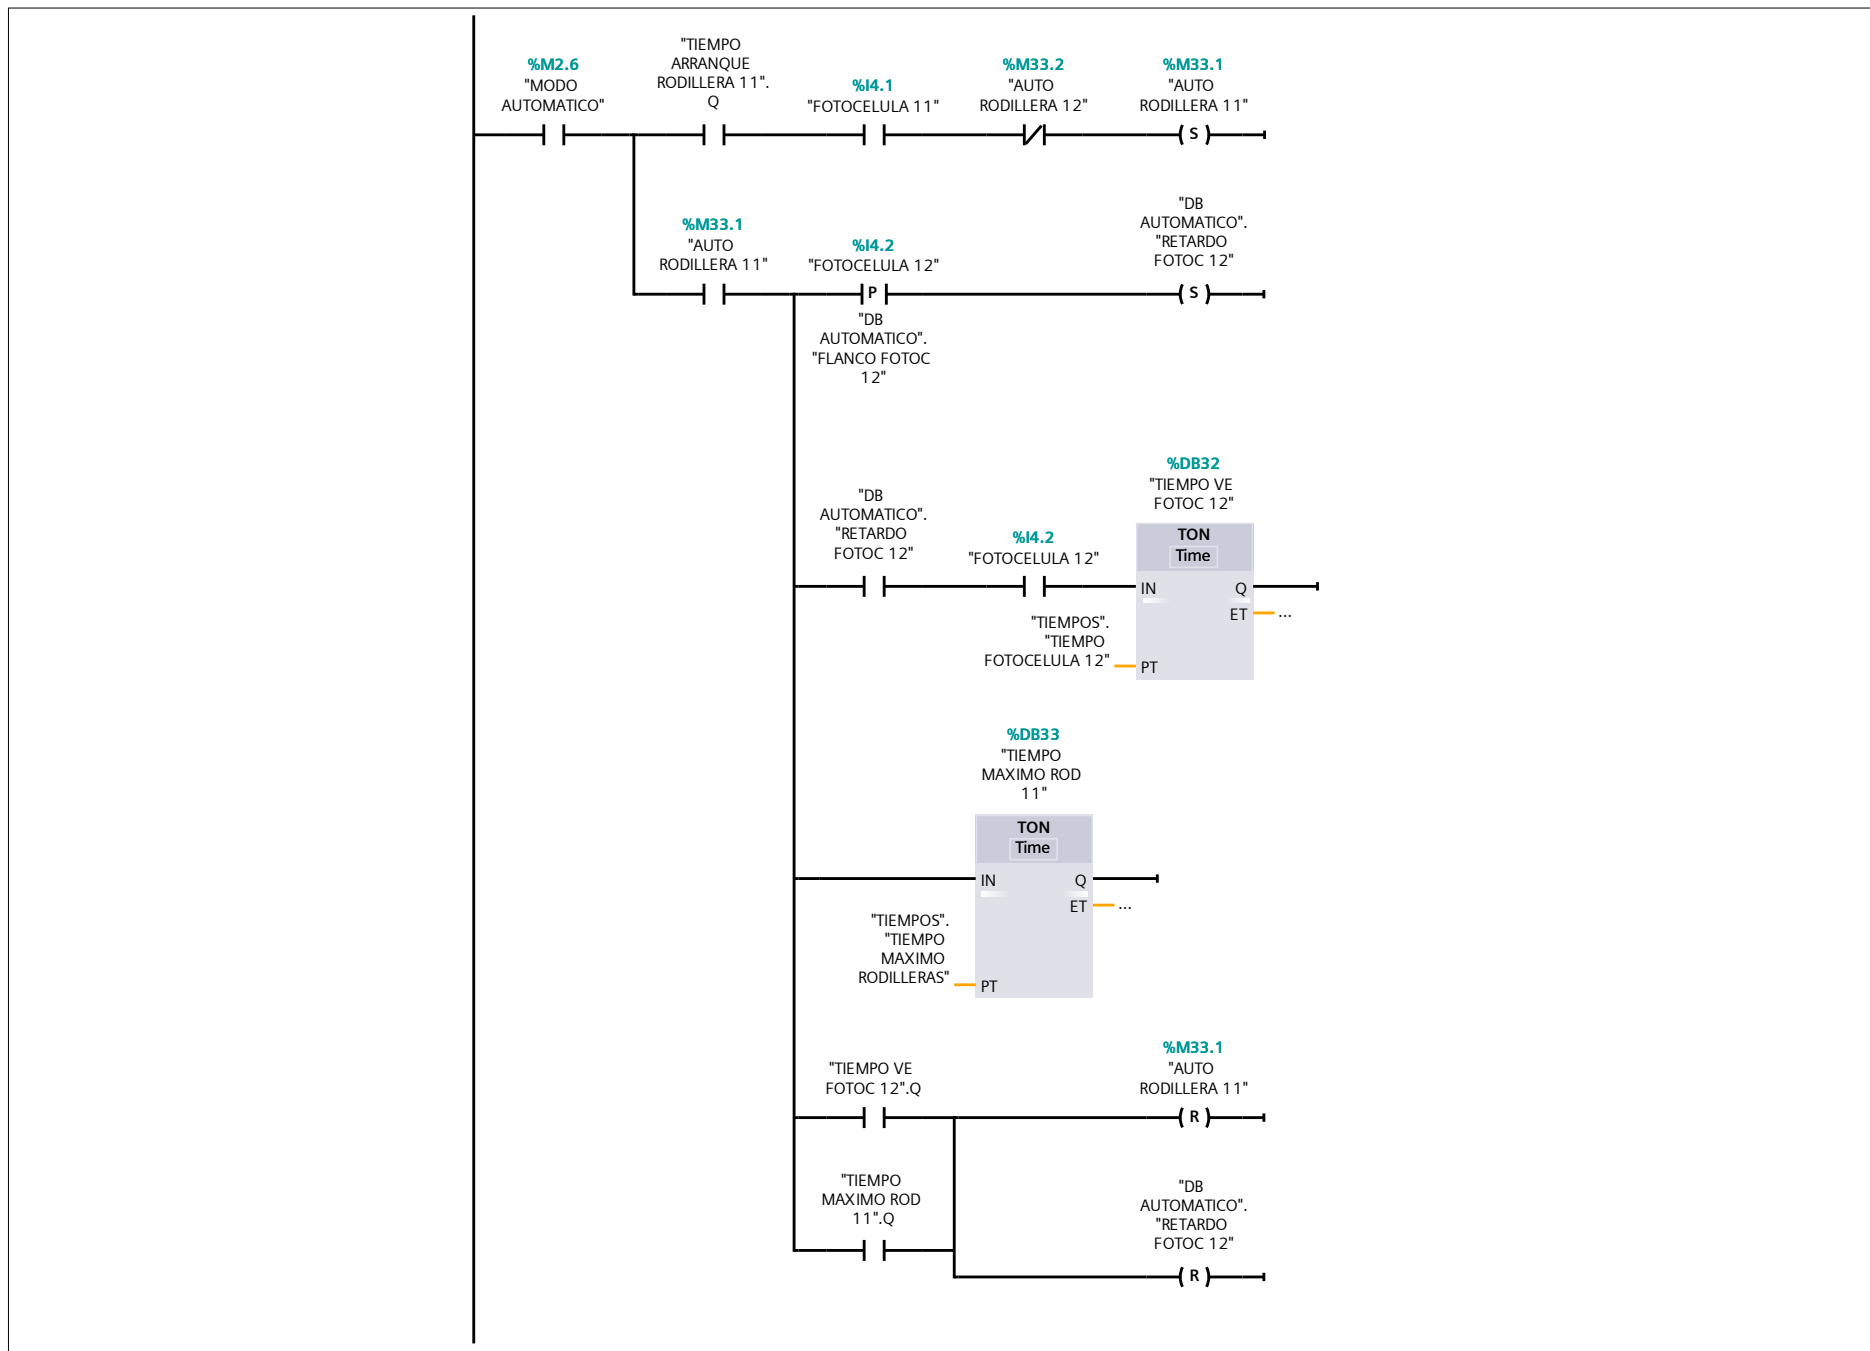 %M2.6
"MODO
AUTOMATICO"
"TIEMPO
ARRANQUE
RODILLERA 11".
Q
%I4.1
"FOTOCELULA 11"
%M33.2
"AUTO
RODILLERA 12"
%M33.1
"AUTO
RODILLERA 11"
S
%M33.1
"AUTO
RODILLERA 11"
%I4.2
"FOTOCELULA 12"
P
"DB
AUTOMATICO".
"FLANCO FOTOC
12"
"DB
AUTOMATICO".
"RETARDO
FOTOC 12"
S
"DB
AUTOMATICO".
"RETARDO
FOTOC 12"
%I4.2
"FOTOCELULA 12"
%DB32
"TIEMPO VE
FOTOC 12"
TON
Time
IN Q
ET ...
"TIEMPOS".
"TIEMPO
FOTOCELULA 12"
PT
%DB33
"TIEMPO
MAXIMO ROD
11"
TON
Time
IN Q
ET ...
"TIEMPOS".
"TIEMPO
MAXIMO
RODILLERAS"
PT
"TIEMPO VE
FOTOC 12".Q
%M33.1
"AUTO
RODILLERA 11"
R
"TIEMPO
MAXIMO ROD
11".Q
"DB
AUTOMATICO".
"RETARDO
FOTOC 12"
R